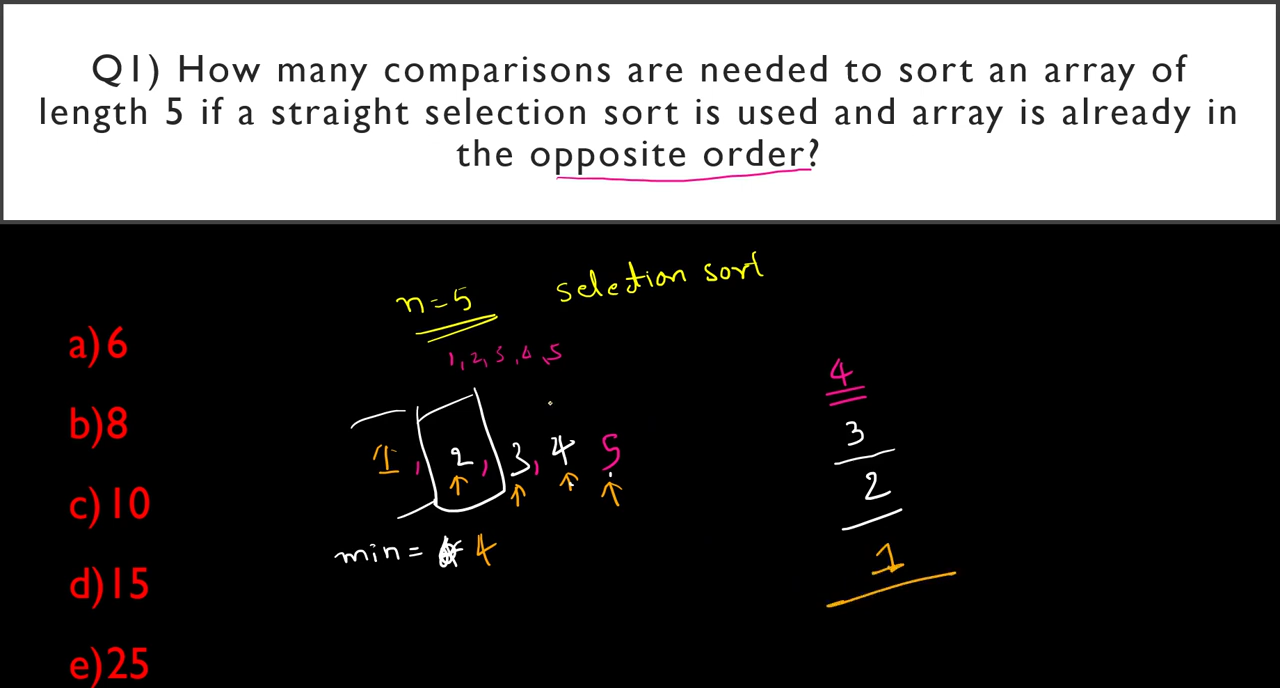 Q1) How many comparisons are needed to sort an array of
length 5 if a straight selection sort is used and array is already in
the opposite order?
n=5
selection sort
a)6
b)8
c)10
d)15
e)25
1, 2, 5, 4, 5
1, 2, 3, 4 5
min = 4
4
3
2
1